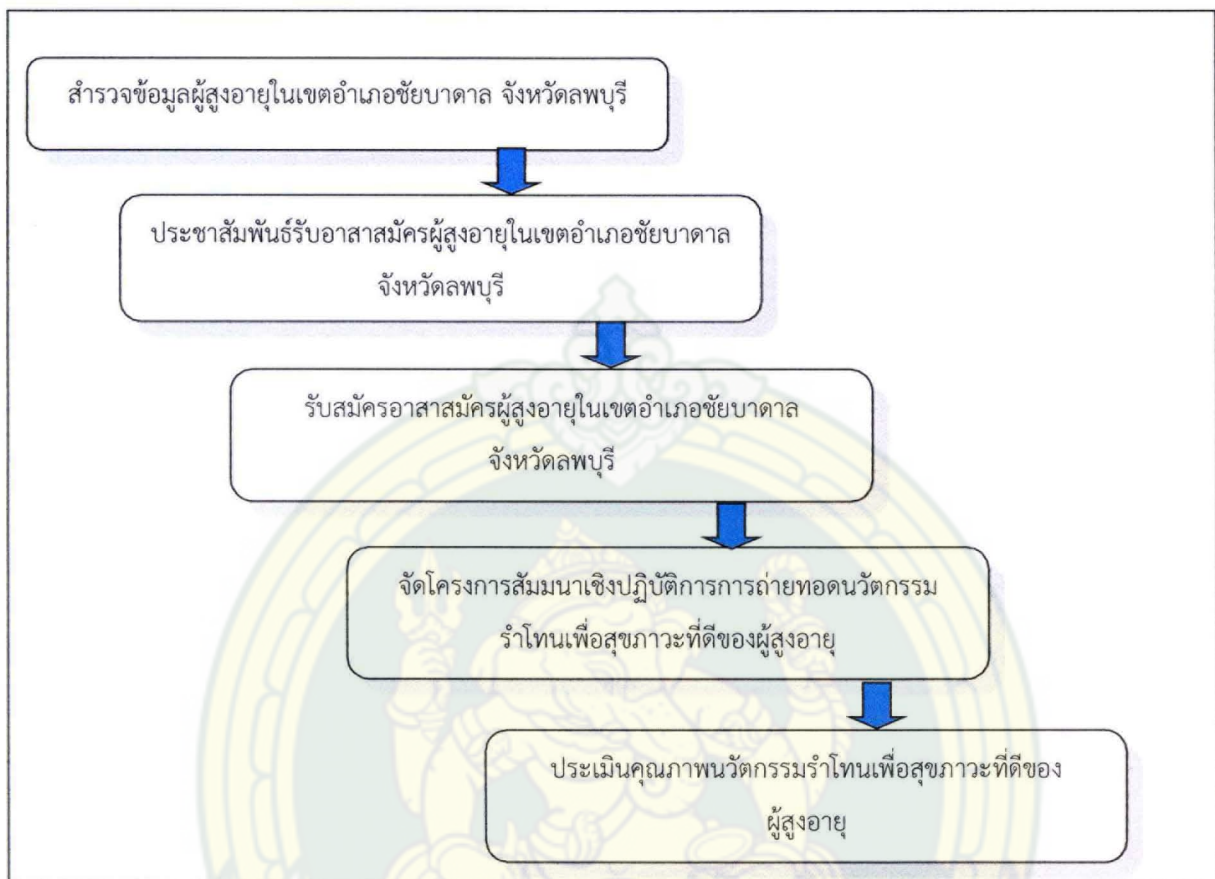 สำรวจข้อมูลผู้สูงอายุในเขตอำเภอชัยบาดาล จังหวัดลพบุรี
ประชาสัมพันธ์รับอาสาสมัครผู้สูงอายุในเขตอำเภอชัยบาดาล
จังหวัดลพบุรี
รับสมัครอาสาสมัครผู้สูงอายุในเขตอำเภอชัยบาดาล
จังหวัดลพบุรี
จัดโครงการสัมมนาเชิงปฏิบัติการการถ่ายทอดนวัตกรรม
รำโทนเพื่อสุขภาวะที่ดีของผู้สูงอายุ
ประเมินคุณภาพนวัตกรรมรำโทนเพื่อสุขภาวะที่ดีของ
ผู้สูงอายุ